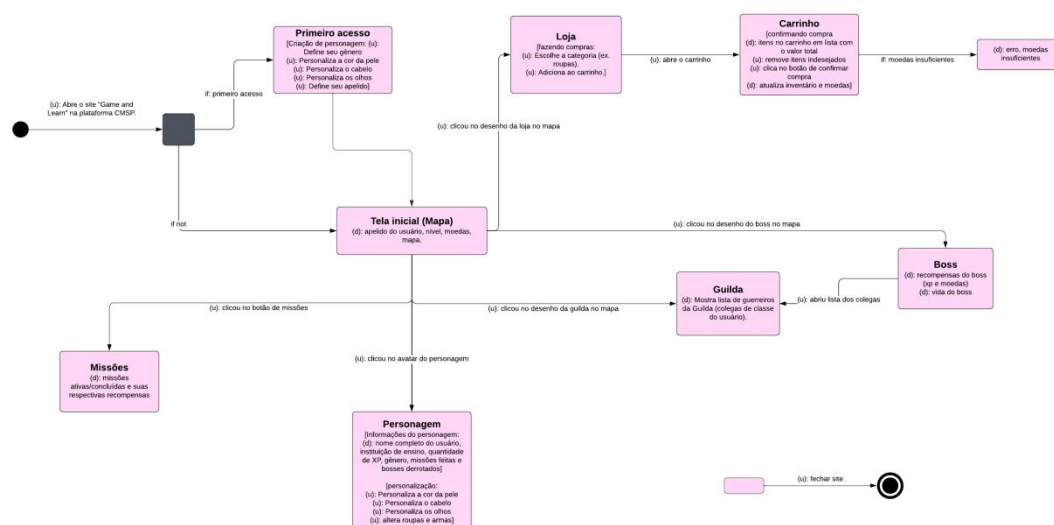 Primeiro acesso
[Criação de personagem: (u):
Define seu gênero
(u): Personaliza a cor da pele
(u): Personaliza o cabelo
(u): Personaliza os olhos
(u): Define seu apelido]
Loja
[fazendo compras:
(u): Escolhe a categoria (ex.
roupas).
(u): Adiciona ao carrinho.]
(u): abre o carrinho
Carrinho
[confirmando compra
(d): itens no carrinho em lista com
o valor total
(u): remove itens indesejados
(u): clica no botão de confirmar
compra
(d): atualiza inventário e moedas]
if: moedas insuficientes
(d): erro, moedas
insuficientes
(u): Abre o site "Game and
Learn" na plataforma CMSP.
if: primeiro acesso
(u): clicou no desenho da loja no mapa
if not
Tela inicial (Mapa)
(d): apelido do usuário, nível, moedas,
mapa.
(u): clicou no desenho do boss no mapa
Boss
(d): recompensas do boss
(xp e moedas)
(d): vida do boss
Guilda
(d): Mostra lista de guerreiros
da Guilda (colegas de classe
do usuário).
(u): abriu lista dos colegas
(u): clicou no botão de missões
(u): clicou no desenho da guilda no mapa
(u): clicou no avatar do personagem
Missões
(d): missões
ativas/concluídas e suas
respectivas recompensas
Personagem
[Informações do personagem:
(d): nome completo do usuário,
instituição de ensino, quantidade
de XP, gênero, missões feitas e
bosses derrotados]
[personalização:
(u): Personaliza a cor da pele
(u): Personaliza o cabelo
(u): Personaliza os olhos
(u): altera roupas e armas]
(u): fechar site